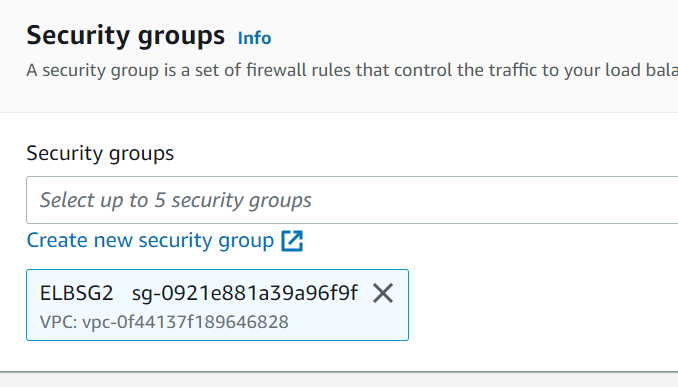 Security groups Info
A security group is a set of firewall rules that control the traffic to your load
Security groups
Select up to 5 security groups
Create new security group
ELBSG2 sg-0921e881a39a96f9f
VPC: vpc-0f44137f189646828